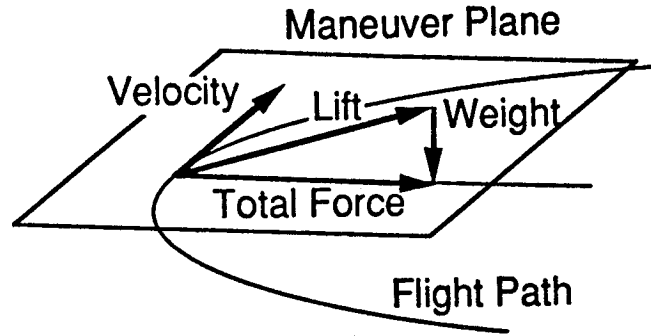 Maneuver Plane
Velocity
Lift
Weight
Total Force
Flight Path